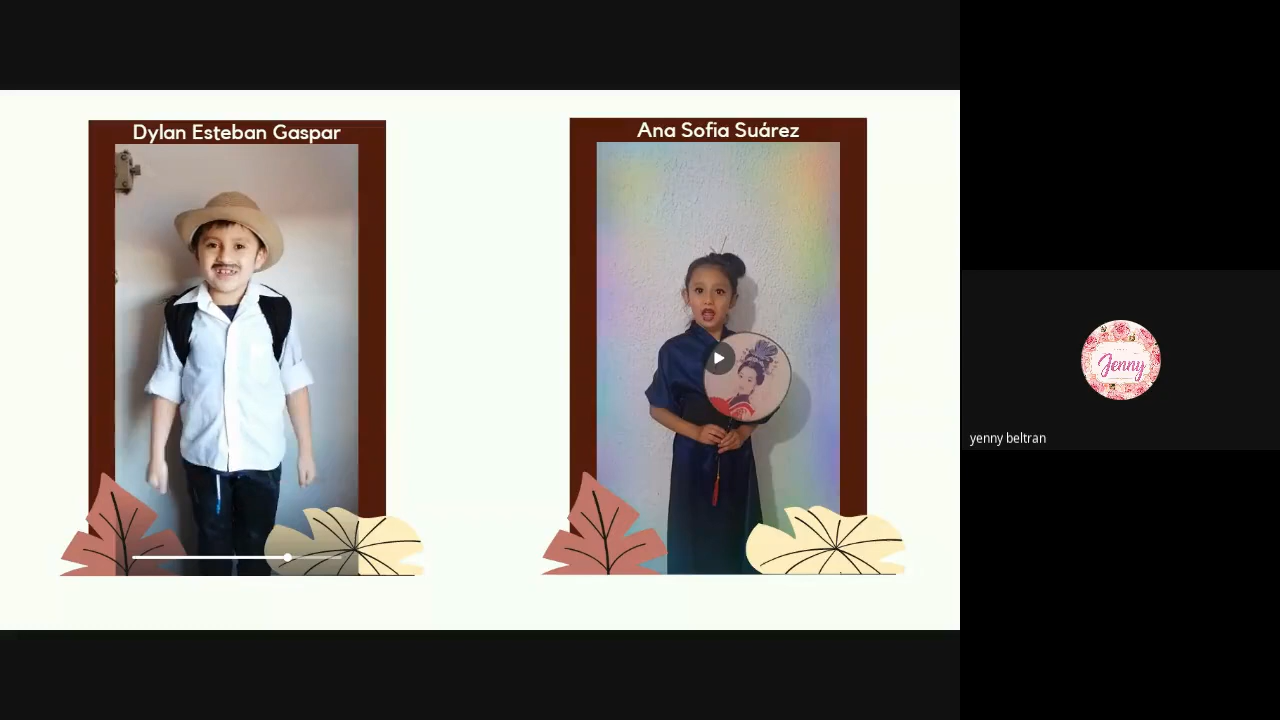 Dylan Esteban Gaspar
Ana Sofia Suárez
Jenny
yenny beltran